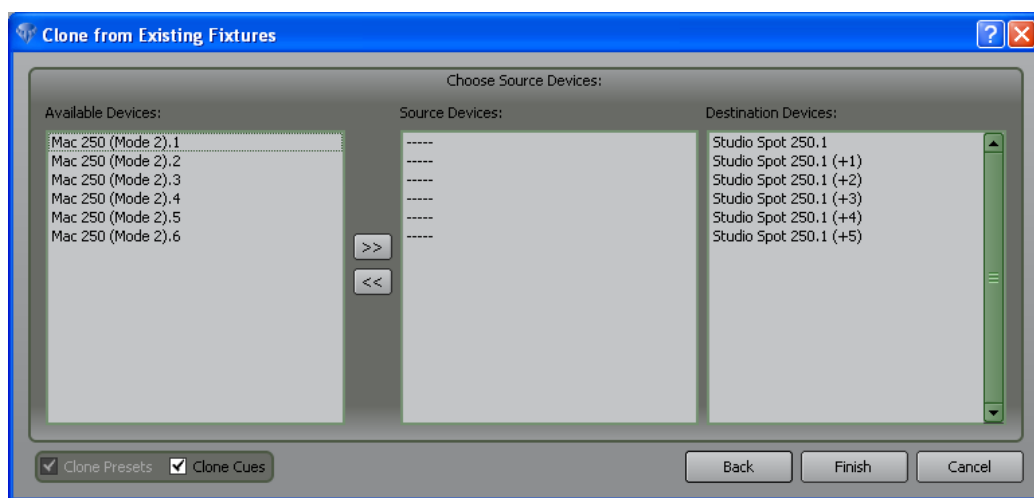 Clone from Existing Fixtures
Choose Source Devices:
Available Devices:
Mac 250 (Mode 2).1
Mac 250 (Mode 2).2
Mac 250 (Mode 2).3
Mac 250 (Mode 2).4
Mac 250 (Mode 2).5
Mac 250 (Mode 2).6
>>
<<
Source Devices:
-----
-----
-----
-----
-----
-----
Destination Devices:
Studio Spot 250.1
Studio Spot 250.1 (+1)
Studio Spot 250.1 (+2)
Studio Spot 250.1 (+3)
Studio Spot 250.1 (+4)
Studio Spot 250.1 (+5)
Clone Presets
Clone Cues
Back
Finish
Cancel